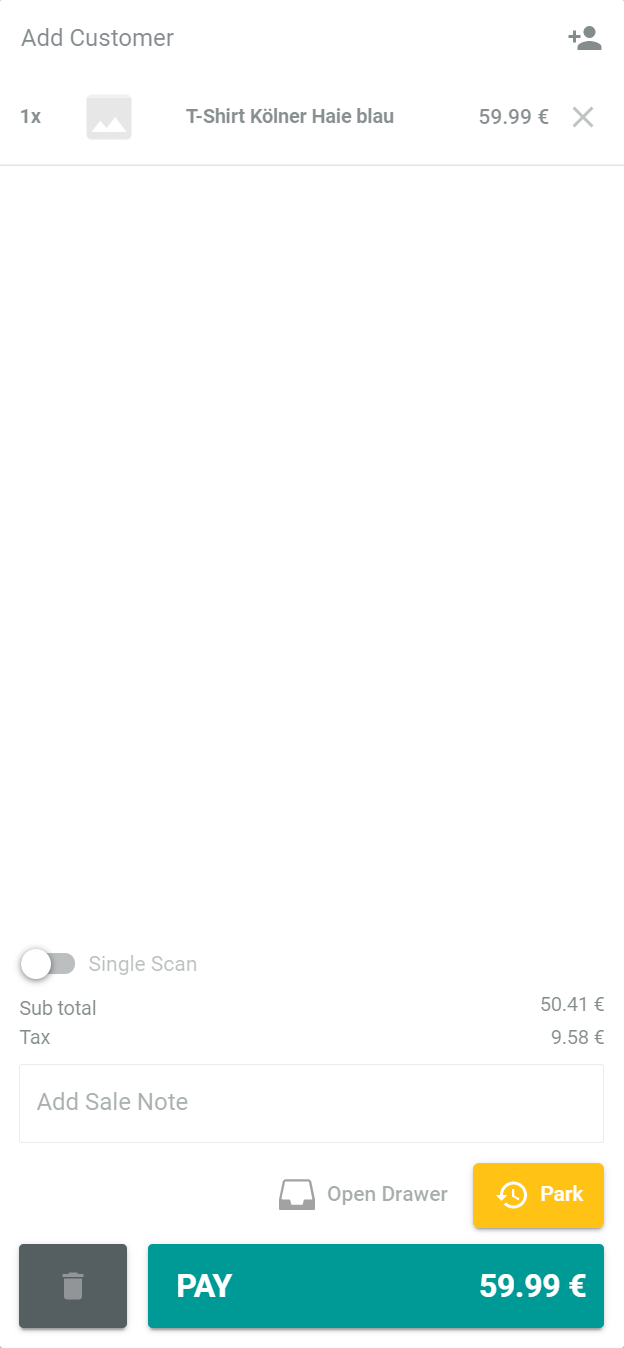 Add Customer
1x T-Shirt Kölner Haie blau 59.99 €
Single Scan
Sub total 50.41 €
Tax 9.58 €
Add Sale Note
Open Drawer Park
PAY 59.99 €